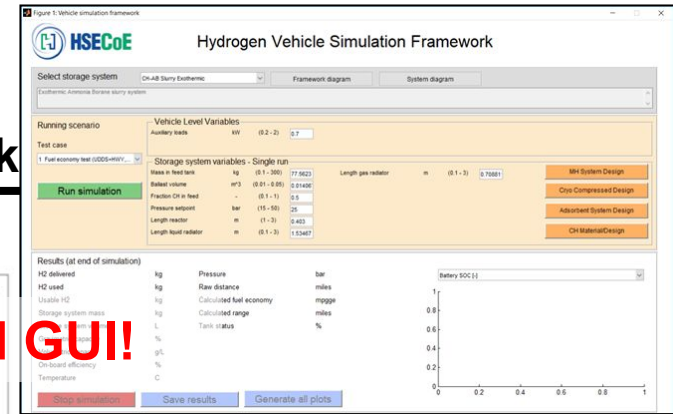 Figure 1: Vehicle simulation framework
HSECoE
Hydrogen Vehicle Simulation Framework
Select storage system
CH-AB Slurry Exothermic
Framework diagram
System diagram
Exothermic Ammonia Borane slurry system
Running scenario
Test case
1. Fuel economy test (UDDS+HWY,...
Run simulation
Vehicle Level Variables
Auxiliary loads kW (0.2 - 2) 0.7
Storage system variables - Single run
Mass in feed tank kg (0.1 - 300) 77.5623
Ballast volume m^3 (0.01 - 0.05) 0.01406
Fraction CH in feed - (0.1 - 1) 0.5
Pressure setpoint bar (15 - 50) 25
Length reactor m (1 - 3) 0.403
Length liquid radiator m (0.1 - 3) 1.53467
Length gas radiator m (0.1 - 3) 0.70881
MH System Design
Cryo Compressed Design
Adsorbent System Design
CH Material/Design
k
Results (at end of simulation)
H2 delivered kg
H2 used kg
Usable H2 kg
Storage system mass kg
L
g/L
On-board efficiency %
Temperature C
Pressure bar
Raw distance miles
Calculated fuel economy mpgge
Calculated range miles
Tank status %
GUI!
Battery SOC [-]
1
0.8
0.6
0.4
0.2
0
0 0.2 0.4 0.6 0.8 1
Stop simulation
Save results
Generate all plots